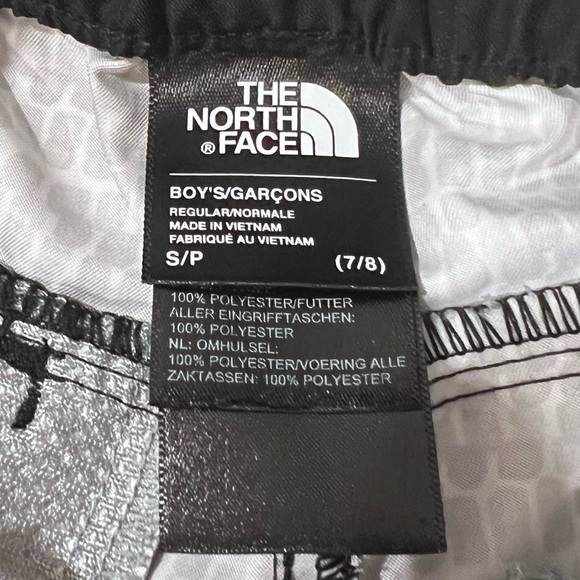 THE
NORTH
® FACE
BOY'S/GARÇONS
REGULAR/NORMALE
MADE IN VIETNAM
FABRIQUÉ AU VIETNAM
S/P (7/8)
100% POLYESTER/FUTTER
ALLER EINGRIFFTASCHEN:
100% POLYESTER
NL: OMHULSEL:
100% POLYESTER/VOERING ALLE
ZAKTASSEN: 100% POLYESTER